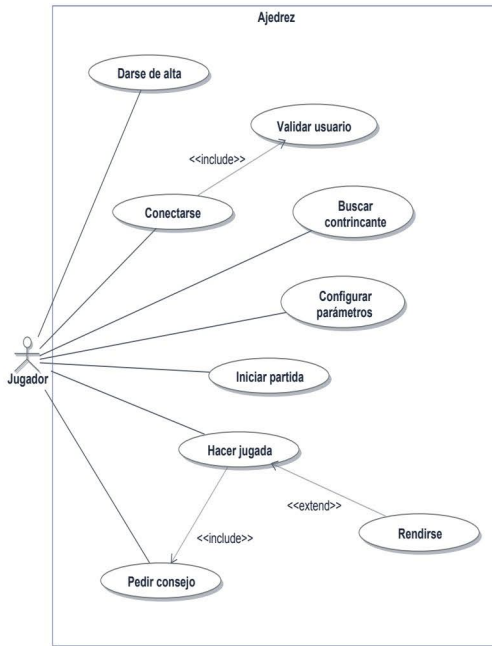 Ajedrez
Darse de alta
Validar usuario
<<include>>
Conectarse
Buscar
contrincante
Configurar
parámetros
Jugador
Iniciar partida
Hacer jugada
<<extend>>
Rendirse
<<include>>
Pedir consejo